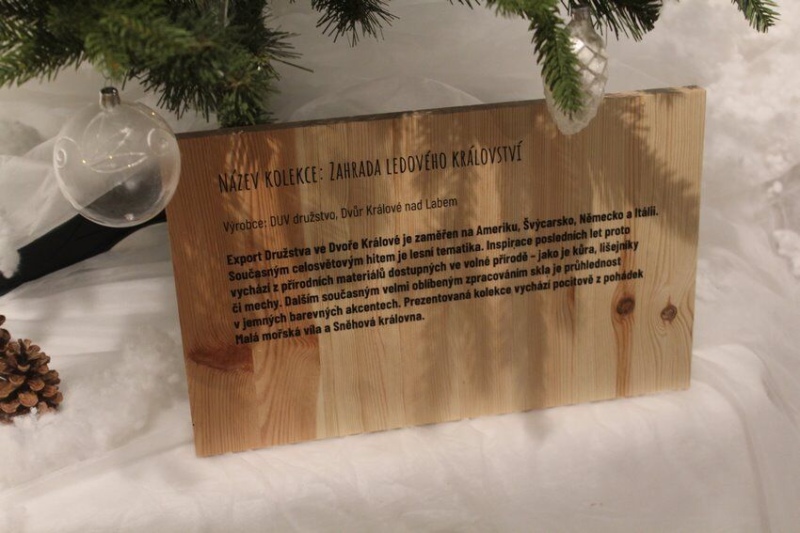 NÁZEV KOLEKCE: ZAHRADA LEDOVÉHO KRÁLOVSTVÍ
Výrobce: DUV družstvo, Dvůr Králové nad Labem
Export Družstva ve Dvoře Králové je zaměřen na Ameriku, Švýcarsko, Německo a Itálii.
Současným celosvětovým hitem je lesní tematika. Inspirace posledních let proto
vychází z přírodních materiálů dostupných ve volné přírodě - jako je kůra, lišejníky
či mechy. Dalším současným velmi oblíbeným zpracováním skla je průhlednost
v jemných barevných akcentech. Prezentovaná kolekce vychází pocitově z pohádek
Malá mořská víla a Sněhová královna.